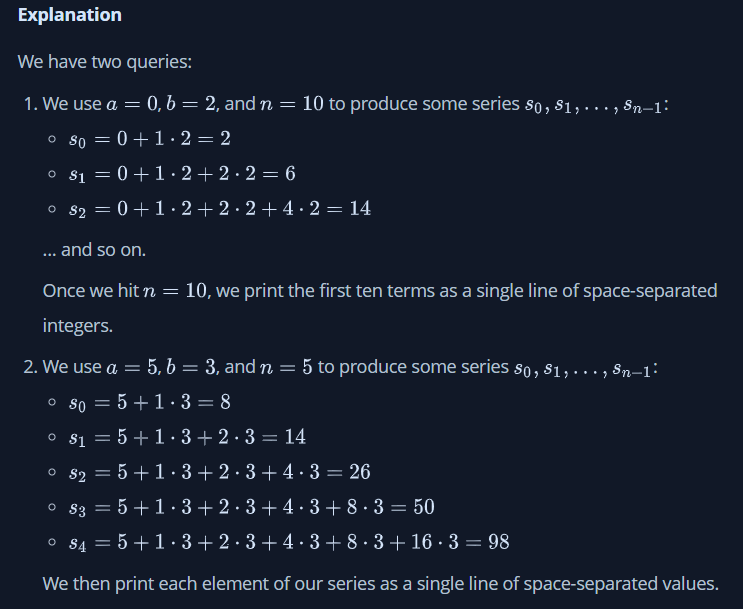 Explanation
We have two queries:
1. We use a = 0, b = 2, and n = 10 to produce some series s₀, s₁, . . . , sₙ₋₁:
s₀ = 0 + 1 · 2 = 2
s₁ = 0 + 1 · 2 + 2 · 2 = 6
s₂ = 0 + 1 · 2 + 2 · 2 + 4 · 2 = 14
... and so on.
Once we hit n = 10, we print the first ten terms as a single line of space-separated
integers.
2. We use a = 5, b = 3, and n = 5 to produce some series s₀, s₁, . . . , sₙ₋₁:
s₀ = 5 + 1 · 3 = 8
s₁ = 5 + 1 · 3 + 2 · 3 = 14
s₂ = 5 + 1 · 3 + 2 · 3 + 4 · 3 = 26
s₃ = 5 + 1 · 3 + 2 · 3 + 4 · 3 + 8 · 3 = 50
s₄ = 5 + 1 · 3 + 2 · 3 + 4 · 3 + 8 · 3 + 16 · 3 = 98
We then print each element of our series as a single line of space-separated values.